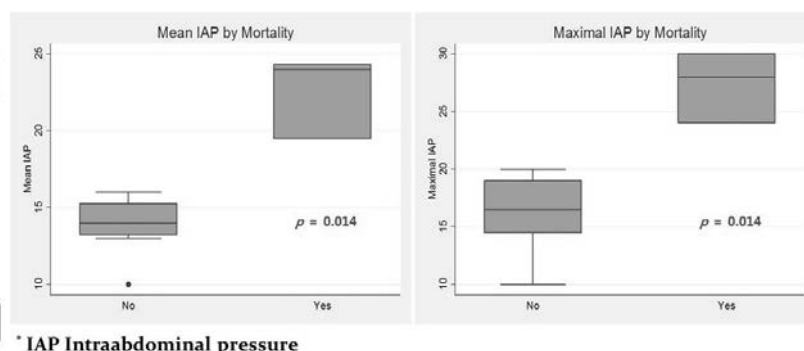 Mean IAP by Mortality
25
20
15
10
Mean IAP
p = 0.014
No
Yes
Maximal IAP by Mortality
30
25
20
15
10
Maximal IAP
p = 0.014
No
Yes
* IAP Intraabdominal pressure